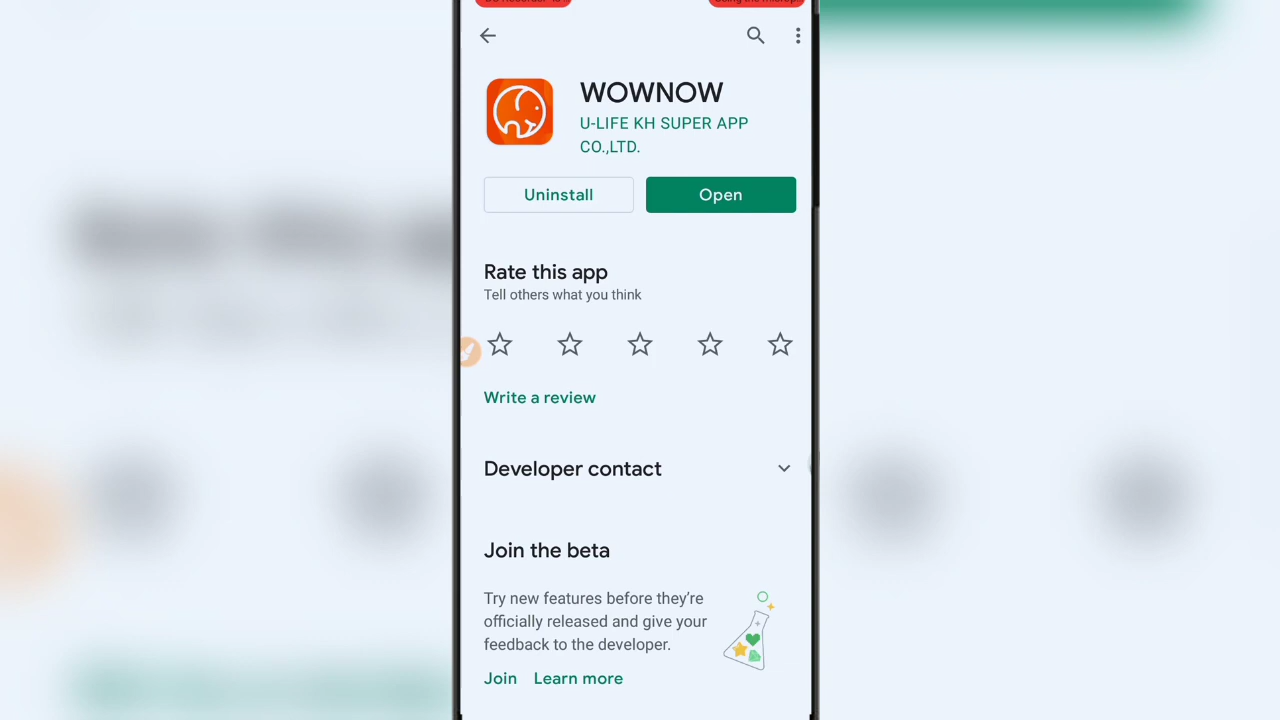 WOWNOW
U-LIFE KH SUPER APP
CO.,LTD.
Uninstall
Open
Rate this app
Tell others what you think
Write a review
Developer contact
Join the beta
Try new features before they're
officially released and give your
feedback to the developer.
Join
Learn more